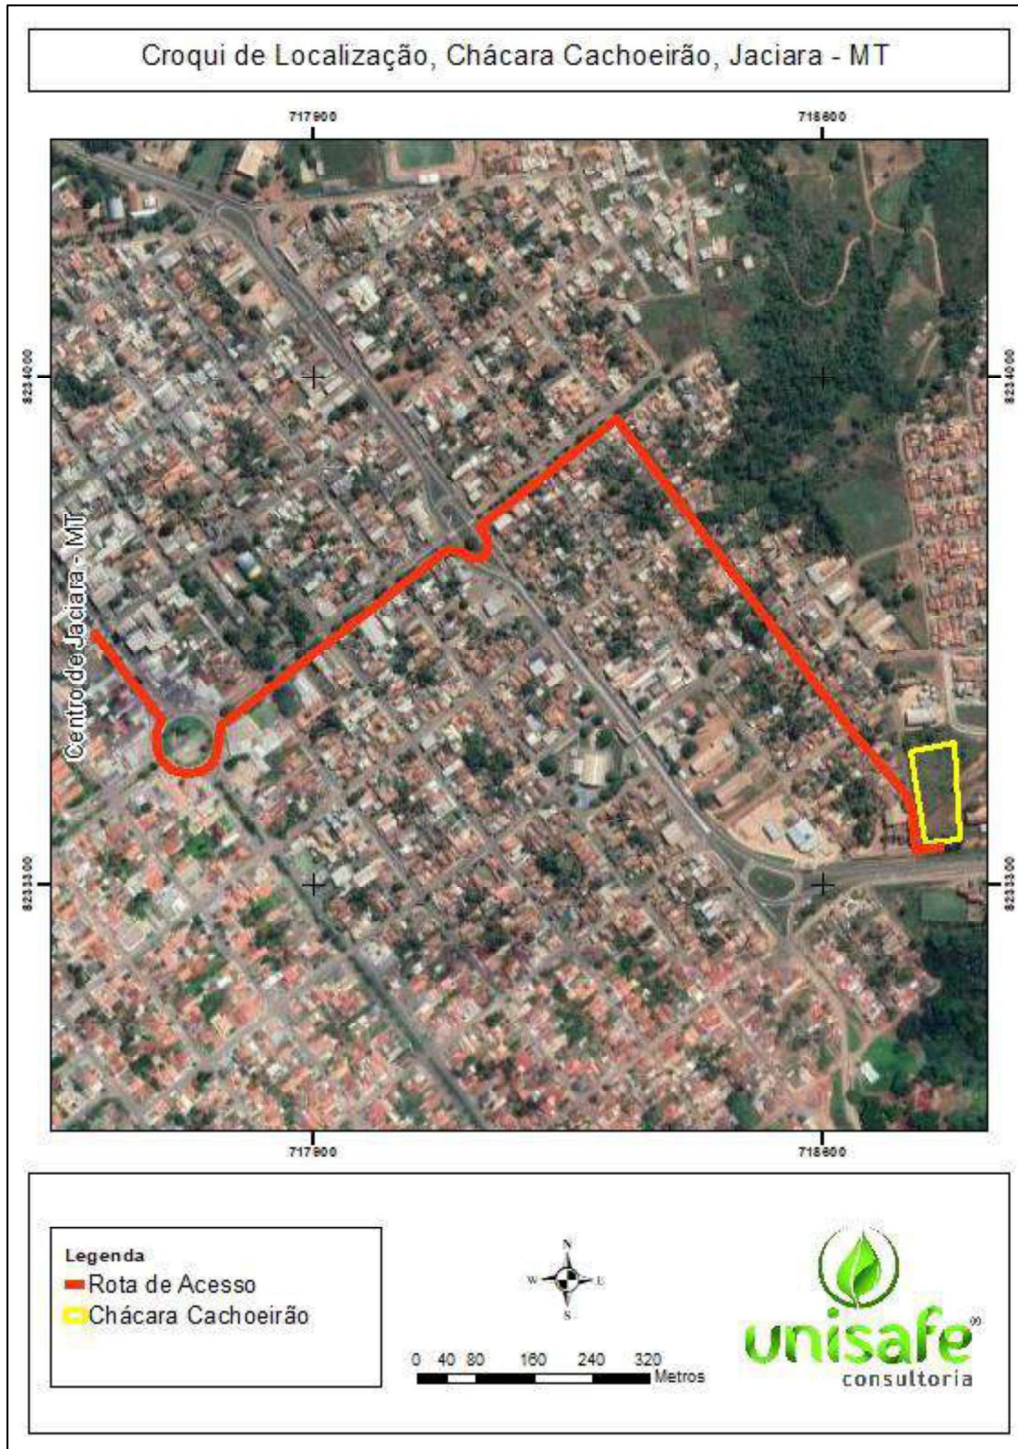 Croqui de Localização, Chácara Cachoeirão, Jaciara - MT
717900
718600
8234000
8234000
Centro de Jaciara - MT
8233300
8233300
717900
718600
Legenda
Rota de Acesso
Chácara Cachoeirão
N
W
E
S
0 40 80 160 240 320
Metros
unisafe®
consultoria